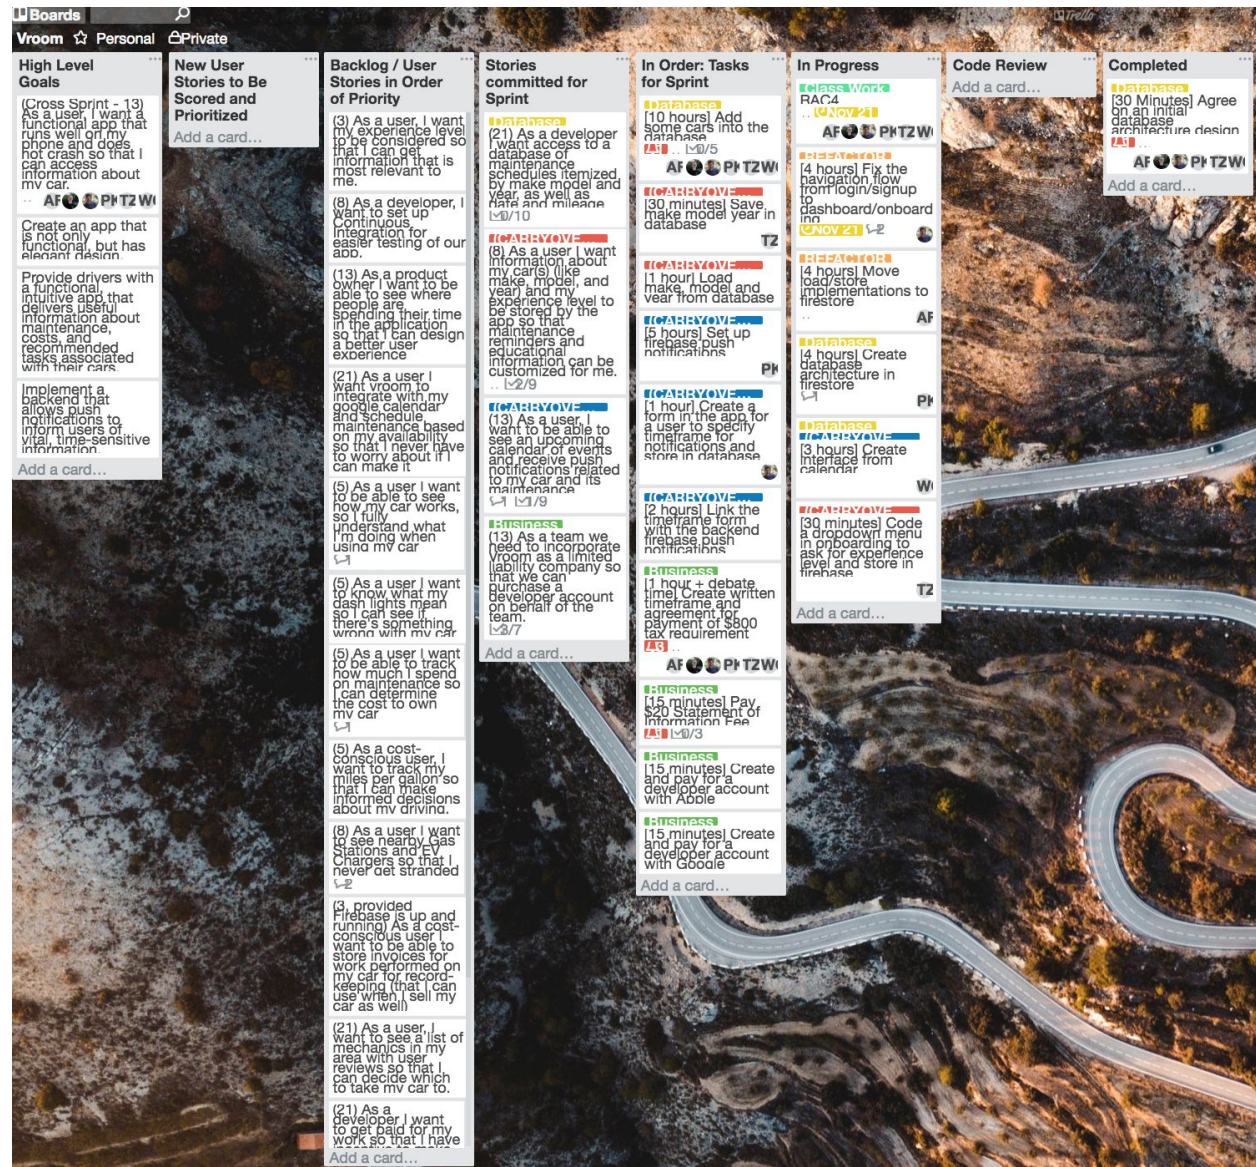 Boards
Trello
Vroom ☆ Personal Private
High Level
Goals
(Cross Sprint - 13)
As a user, I want a
functional app that
runs well on my
phone and does
not crash so that I
can access
information about
my car.
Create an app that
is not only
functional, but has
elegant design.
Provide drivers with
a functional,
intuitive app that
delivers useful
information about
maintenance,
costs, and
recommended
tasks associated
with their cars.
Implement a
backend that
allows push
notifications to
inform users of
vital, time-sensitive
information.
Add a card...
New User
Stories to Be
Scored and
Prioritized
Add a card...
Backlog / User
Stories in Order
of Priority
(3) As a user, I want
my experience level
to be considered so
that I can get
information that is
most relevant to
me.
(8) As a developer, I
want to set up
Continuous
Integration for
easier testing of our
app.
(13) As a product
owner I want to be
able to see where
people are
spending their time
in the application
so that I can design
a better user
experience
(21) As a user I
want vroom to
integrate with my
google calendar
and schedule
maintenance based
on my availability
so that I never have
to worry about if I
can make it
(5) As a user I want
to be able to see
how my car works,
so I fully
understand what
I'm doing when
using my car
1
(5) As a user I want
to know what my
dash lights mean
so I can see if
there's something
wrong with my car
(5) As a user I want
to be able to track
how much I spend
on maintenance so
I can determine
the cost to own
my car
1
(5) As a cost-
conscious user, I
want to track my
miles per gallon so
that I can make
informed decisions
about my driving.
(8) As a user I want
to see nearby Gas
Stations and EV
Chargers so that I
never get stranded
2
(3, provided
Firebase is up and
running) As a cost-
conscious user I
want to be able to
store invoices for
work performed on
my car for record-
keeping (that I can
use when I sell my
car as well)
(21) As a user, I
want to see a list of
mechanics in my
area with user
reviews so that I
can decide which
to take my car to.
(21) As a
developer I want
to get paid for my
work so that I have
Add a card...
Stories
committed for
Sprint
Database
(21) As a developer
I want access to a
database of
maintenance
schedules itemized
by make model and
year, as well as
date and mileage
0/10
(CARRYOVE...
(8) As a user I want
information about
my car(s) (like
make, model, and
year) and my
experience level to
be stored by the
app so that
maintenance
reminders and
educational
information can be
customized for me.
2/9
(CARRYOVE...
(13) As a user, I
want to be able to
see an upcoming
calendar of events
and receive push
notifications related
to my car and its
maintenance
1 1/9
Business
(13) As a team we
need to incorporate
Vroom as a limited
liability company so
that we can
purchase a
developer account
on behalf of the
team.
3/7
Add a card...
In Order: Tasks
for Sprint
Database
[10 hours] Add
some cars into the
database
0/5
AF PK TZ W
(CARRYOVE...
[30 minutes] Save
make model year in
database
TZ
(CARRYOVE...
[1 hour] Load
make, model and
year from database
(CARRYOVE...
[5 hours] Set up
firebase push
notifications
PK
(CARRYOVE...
[1 hour] Create a
form in the app for
a user to specify
timeframe for
notifications and
store in database
(CARRYOVE...
[2 hours] Link the
timeframe form
with the backend
firebase push
notifications
Business
[1 hour + debate
time] Create written
timeframe and
agreement for
payment of $800
tax requirement
AF PK TZ W
Business
[15 minutes] Pay
$20 Statement of
Information Fee
0/3
Business
[15 minutes] Create
and pay for a
developer account
with Apple
Business
[15 minutes] Create
and pay for a
developer account
with Google
Add a card...
In Progress
Class Work
RAC4
Nov 21
AF PK TZ W
REFACTOR
[4 hours] Fix the
navigation flow
from login/signup
to
dashboard/onboard
ing
Nov 21 2
REFACTOR
[4 hours] Move
load/store
implementations to
firestore
AF
Database
[4 hours] Create
database
architecture in
firestore
1
PK
Database
(CARRYOVE...
[3 hours] Create
Interface from
calendar
W
(CARRYOVE...
[30 minutes] Code
a dropdown menu
in onboarding to
ask for experience
level and store in
firebase
TZ
Add a card...
Code Review
Add a card...
Completed
Database
[30 Minutes] Agree
on an initial
database
architecture design
AF PK TZ W
Add a card...